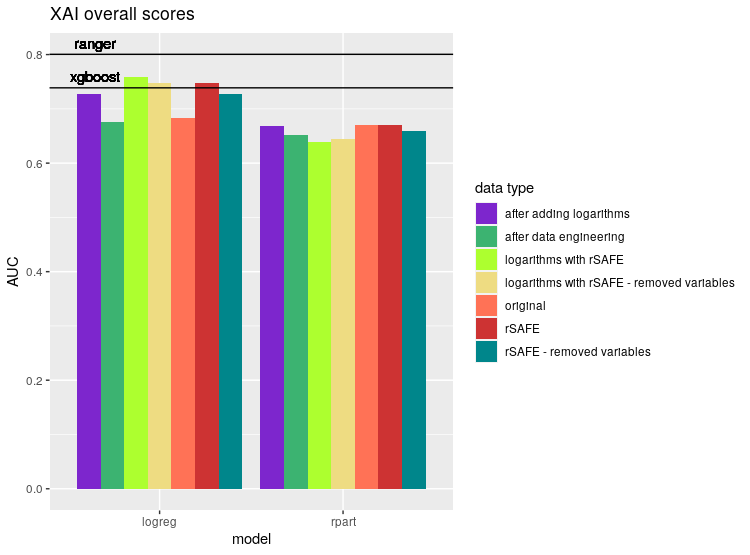 XAI overall scores
ranger
xgboost
0.8
0.6
0.4
0.2
0.0
AUC
logreg
rpart
model
data type
after adding logarithms
after data engineering
logarithms with rSAFE
logarithms with rSAFE - removed variables
original
rSAFE
rSAFE - removed variables